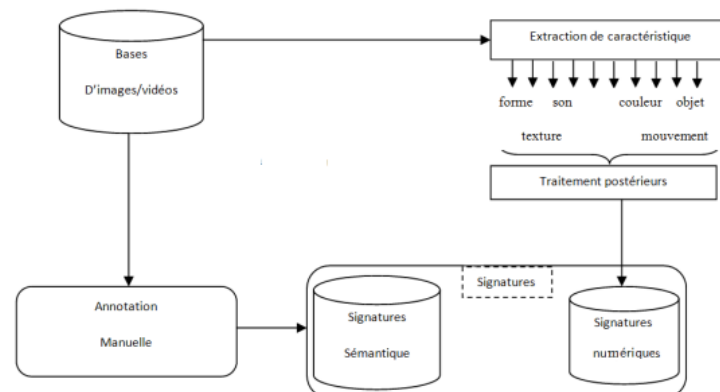 Bases
D'images/vidéos
Extraction de caractéristique
forme son couleur objet
texture mouvement
Traitement postérieurs
Signatures
Annotation
Manuelle
Signatures
Sémantique
Signatures
numériques